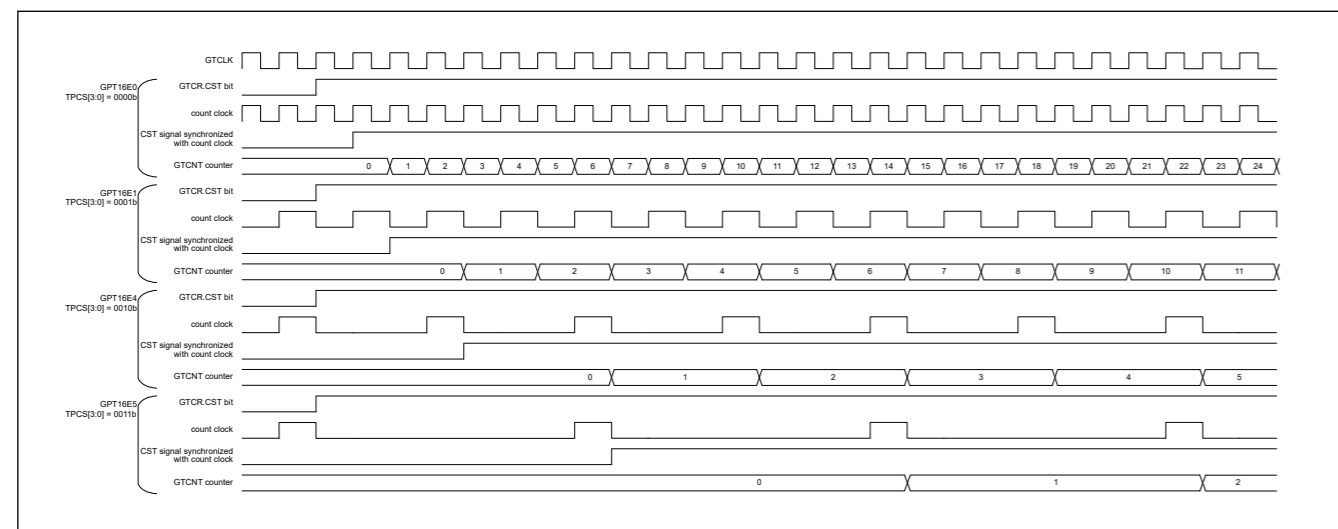 GTCLK
GPT16E0
TPCS[3:0] = 0000b
GTCR.CST bit
count clock
CST signal synchronized
with count clock
GTCNT counter
0 1 2 3 4 5 6 7 8 9 10 11 12 13 14 15 16 17 18 19 20 21 22 23 24
GPT16E1
TPCS[3:0] = 0001b
GTCR.CST bit
count clock
CST signal synchronized
with count clock
GTCNT counter
0 1 2 3 4 5 6 7 8 9 10 11
GPT16E4
TPCS[3:0] = 0010b
GTCR.CST bit
count clock
CST signal synchronized
with count clock
GTCNT counter
0 1 2 3 4 5
GPT16E5
TPCS[3:0] = 0011b
GTCR.CST bit
count clock
CST signal synchronized
with count clock
GTCNT counter
0 1 2